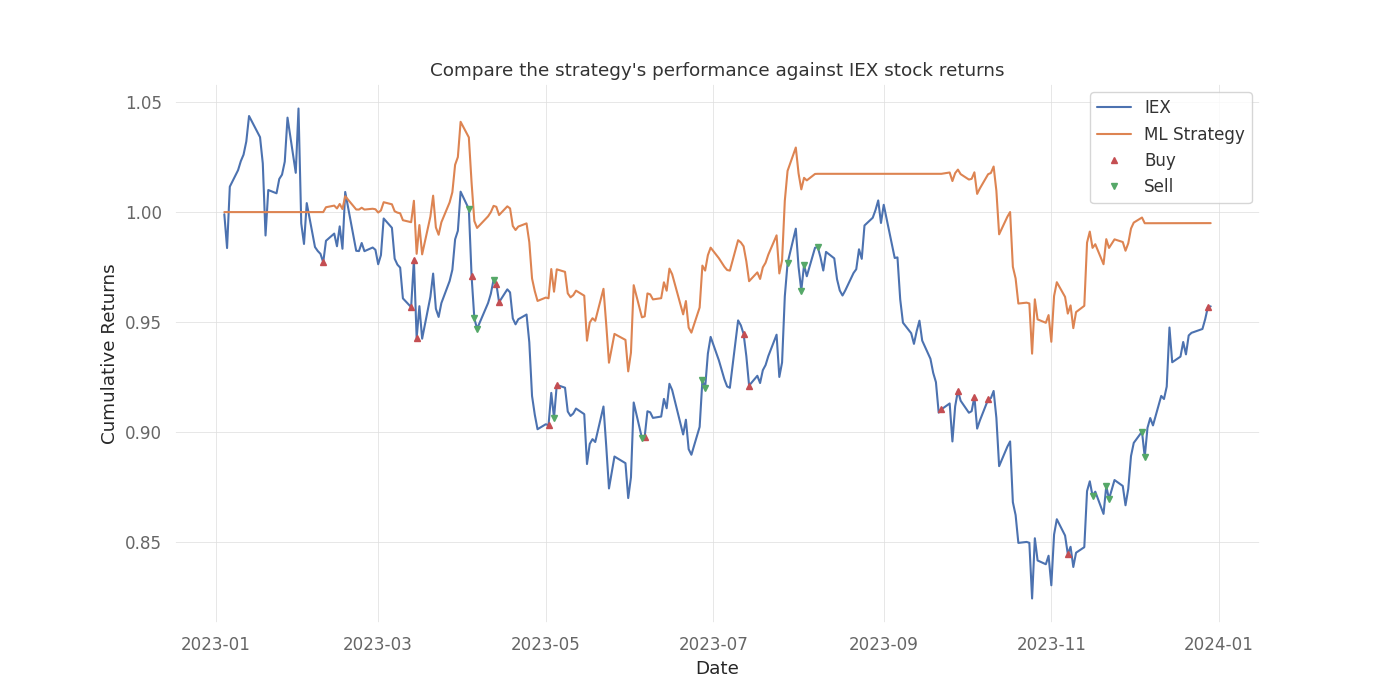 Compare the strategy's performance against IEX stock returns
IEX
ML Strategy
Buy
Sell
1.05
1.00
0.95
0.90
0.85
Cumulative Returns
2023-01
2023-03
2023-05
2023-07
2023-09
2023-11
2024-01
Date